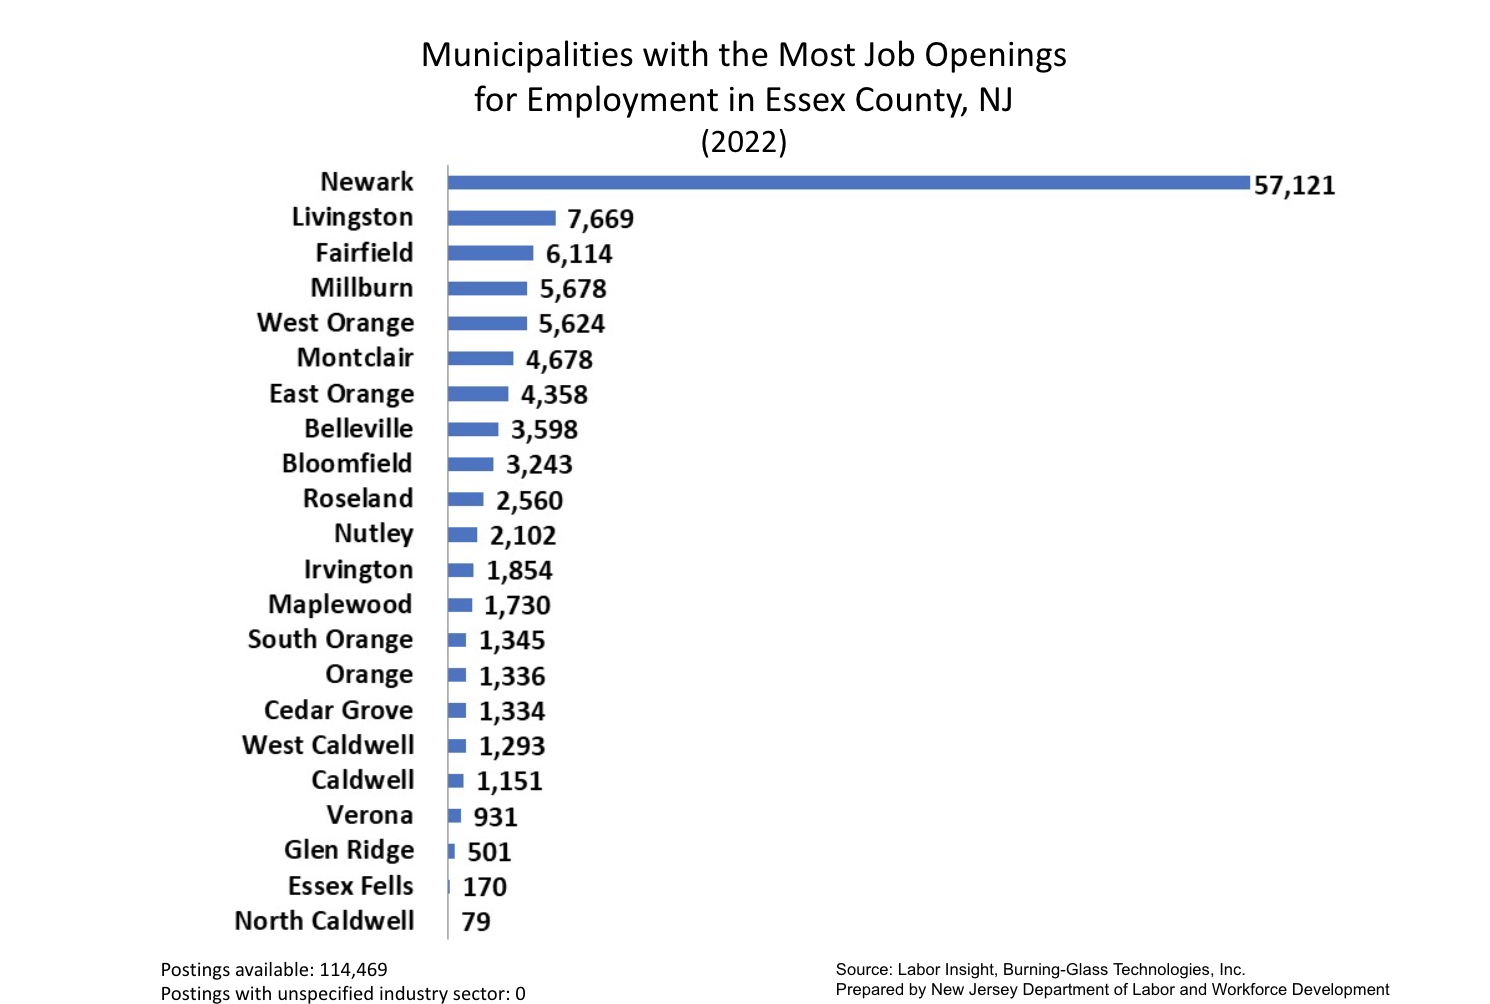 Municipalities with the Most Job Openings
for Employment in Essex County, NJ
(2022)
Newark 57,121
Livingston 7,669
Fairfield 6,114
Millburn 5,678
West Orange 5,624
Montclair 4,678
East Orange 4,358
Belleville 3,598
Bloomfield 3,243
Roseland 2,560
Nutley 2,102
Irvington 1,854
Maplewood 1,730
South Orange 1,345
Orange 1,336
Cedar Grove 1,334
West Caldwell 1,293
Caldwell 1,151
Verona 931
Glen Ridge 501
Essex Fells 170
North Caldwell 79
Postings available: 114,469
Postings with unspecified industry sector: 0
Source: Labor Insight, Burning-Glass Technologies, Inc.
Prepared by New Jersey Department of Labor and Workforce Development